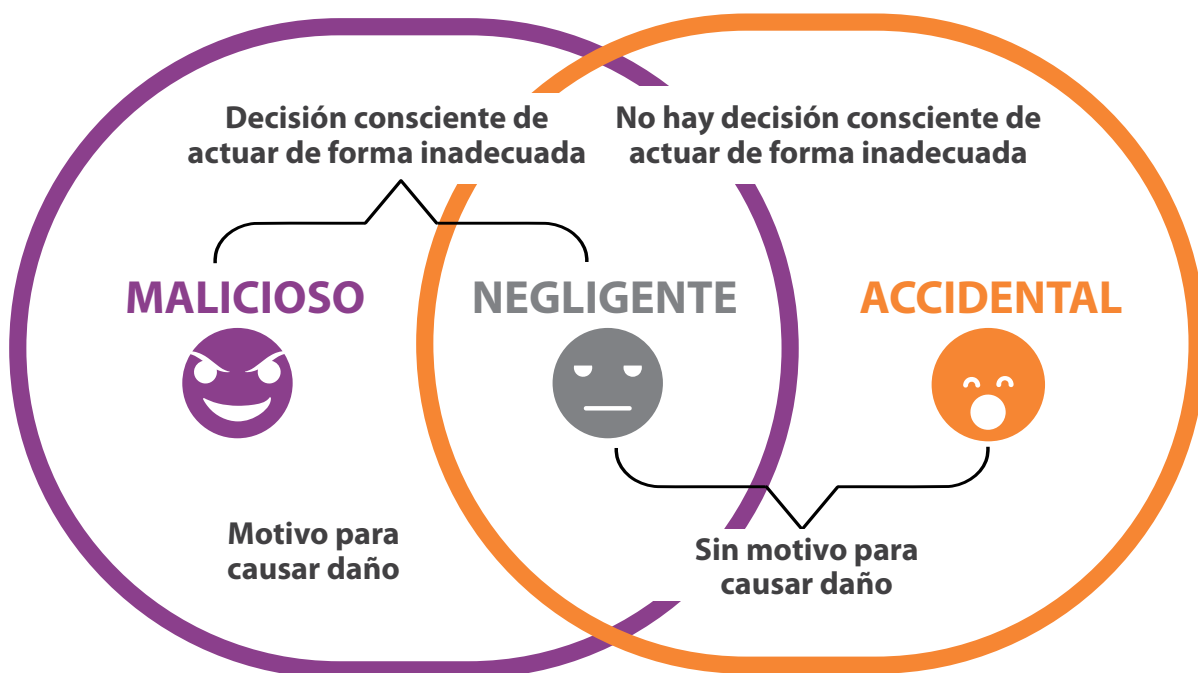 Decisión consciente de
actuar de forma inadecuada
No hay decisión consciente de
actuar de forma inadecuada
MALICIOSO
NEGLIGENTE
ACCIDENTAL
Motivo para
causar daño
Sin motivo para
causar daño